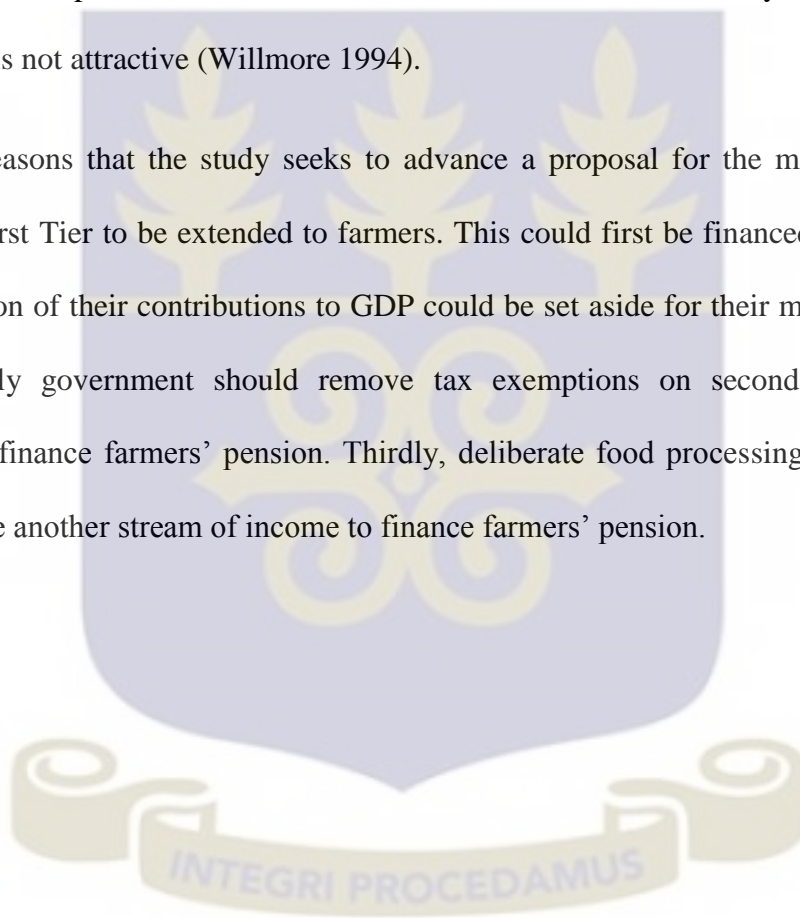 s not attractive (Willmore 1994).
easons that the study seeks to advance a proposal for the m
rst Tier to be extended to farmers. This could first be financed
on of their contributions to GDP could be set aside for their m
ly government should remove tax exemptions on second
finance farmers’ pension. Thirdly, deliberate food processing
e another stream of income to finance farmers’ pension.
INTEGRI PROCEDAMUS